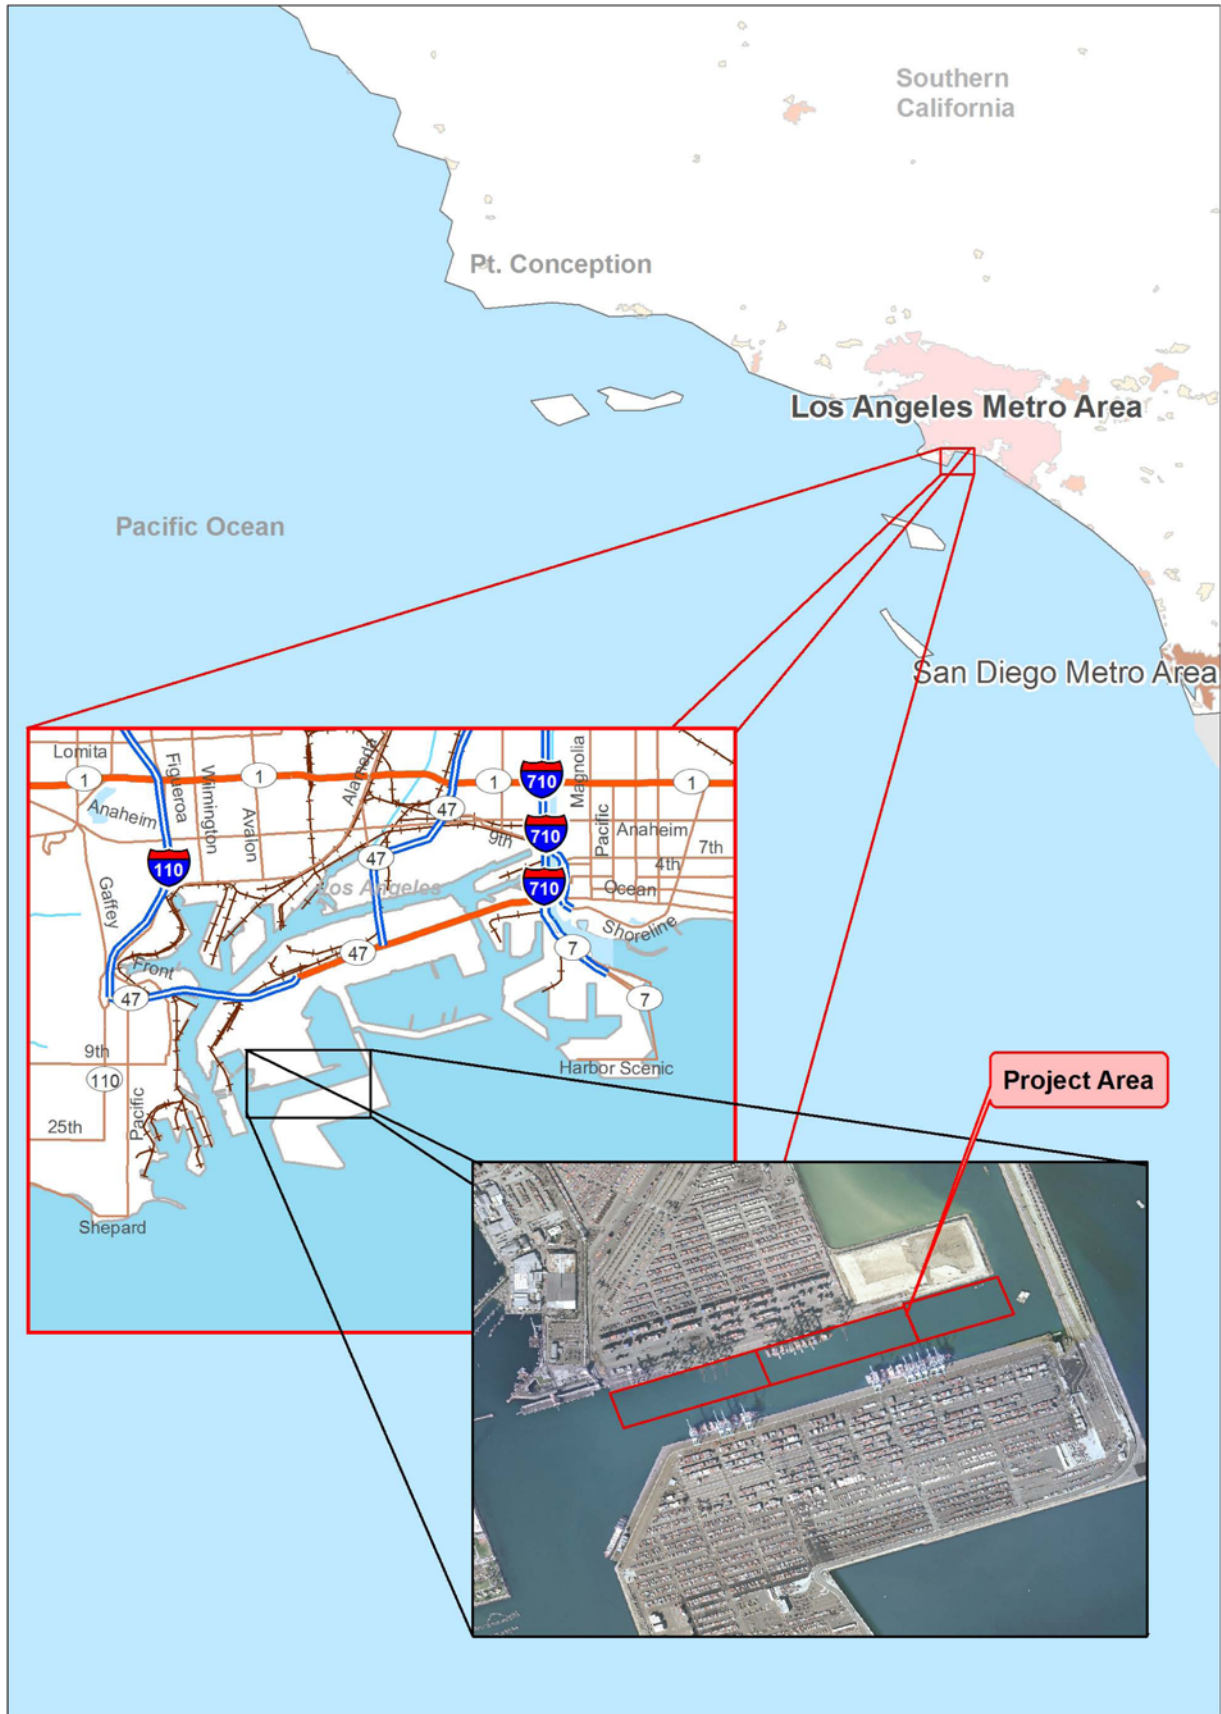 Southern
California
Pt. Conception
Los Angeles Metro Area
Pacific Ocean
San Diego Metro Area
Lomita
1
Figueroa
Wilmington
1
Avalon
Alameda
47
1
710
Magnolia
1
Anaheim
110
47
9th
710
Pacific
Anaheim
7th
4th
Los Angeles
710
Ocean
Gaffey
Shoreline
Front
47
7
47
7
9th
110
Harbor Scenic
Pacific
25th
Shepard
Project Area